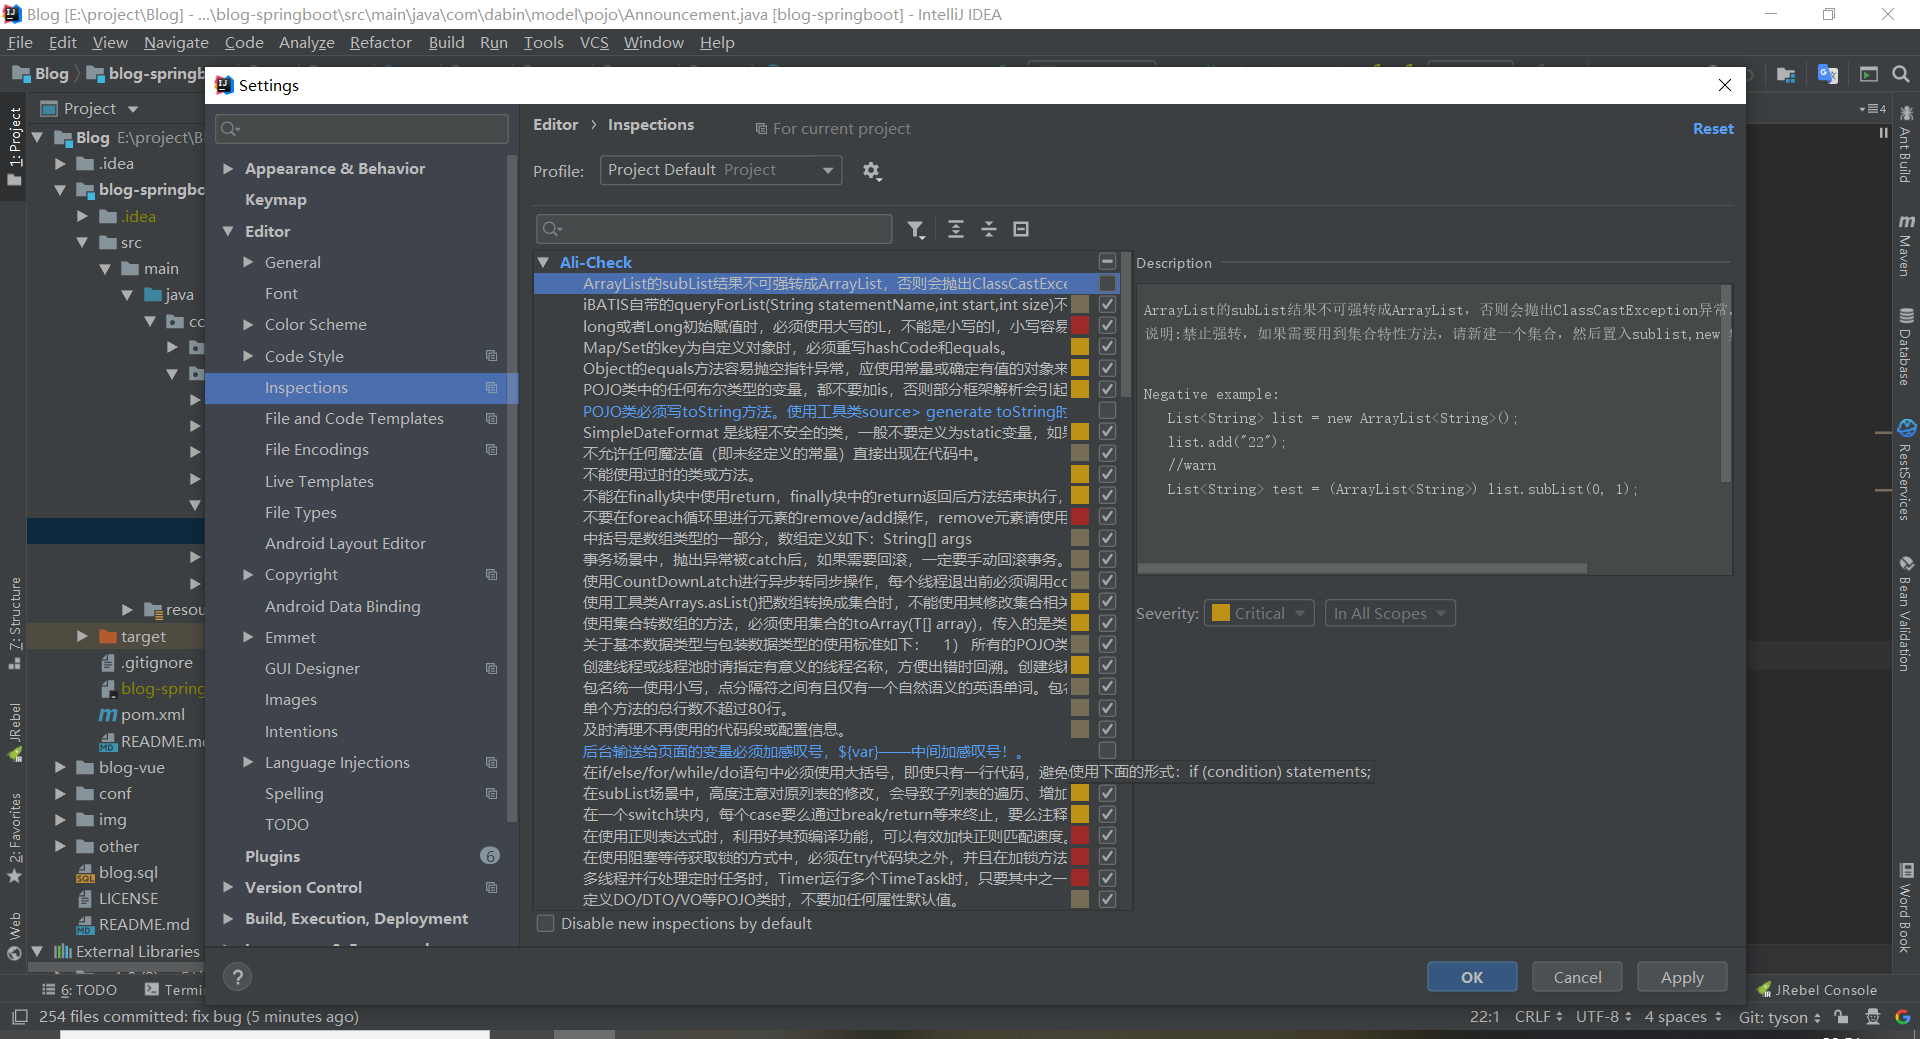 Blog [E:\project\Blog] - ...\blog-springboot\src\main\java\com\dabin\model\pojo\Announcement.java [blog-springboot] - IntelliJ IDEA
File Edit View Navigate Code Analyze Refactor Build Run Tools VCS Window Help
Blog blog-springb
Settings
Project
1: Project
Blog E:\project\B
.idea
blog-springbo
.idea
src
main
java
cc
resou
target
.gitignore
blog-spring
pom.xml
README.m
blog-vue
conf
img
other
blog.sql
LICENSE
README.md
External Libraries
7: Structure
JRebel
2: Favorites
Web
Appearance & Behavior
Keymap
Editor
General
Font
Color Scheme
Code Style
Inspections
File and Code Templates
File Encodings
Live Templates
File Types
Android Layout Editor
Copyright
Android Data Binding
Emmet
GUI Designer
Images
Intentions
Language Injections
Spelling
TODO
Plugins 6
Version Control
Build, Execution, Deployment
Editor › Inspections For current project Reset
Profile: Project Default Project
Ali-Check
ArrayList的subList结果不可强转成ArrayList，否则会抛出ClassCastExce
iBATIS自带的queryForList(String statementName,int start,int size)不
long或者Long初始赋值时，必须使用大写的L，不能是小写的l，小写容易
Map/Set的key为自定义对象时，必须重写hashCode和equals。
Object的equals方法容易抛空指针异常，应使用常量或确定有值的对象来
POJO类中的任何布尔类型的变量，都不要加is，否则部分框架解析会引起
POJO类必须写toString方法。使用工具类source> generate toString时
SimpleDateFormat 是线程不安全的类，一般不要定义为static变量，如果
不允许任何魔法值（即未经定义的常量）直接出现在代码中。
不能使用过时的类或方法。
不能在finally块中使用return，finally块中的return返回后方法结束执行，
不要在foreach循环里进行元素的remove/add操作，remove元素请使用
中括号是数组类型的一部分，数组定义如下：String[] args
事务场景中，抛出异常被catch后，如果需要回滚，一定要手动回滚事务。
使用CountDownLatch进行异步转同步操作，每个线程退出前必须调用cc
使用工具类Arrays.asList()把数组转换成集合时，不能使用其修改集合相关
使用集合转数组的方法，必须使用集合的toArray(T[] array)，传入的是类
关于基本数据类型与包装数据类型的使用标准如下： 1） 所有的POJO类
创建线程或线程池时请指定有意义的线程名称，方便出错时回溯。创建线程
包名统一使用小写，点分隔符之间有且仅有一个自然语义的英语单词。包名
单个方法的总行数不超过80行。
及时清理不再使用的代码段或配置信息。
后台输送给页面的变量必须加感叹号，${var}——中间加感叹号！。
在if/else/for/while/do语句中必须使用大括号，即使只有一行代码，避免使用下面的形式：if (condition) statements;
在subList场景中，高度注意对原列表的修改，会导致子列表的遍历、增加
在一个switch块内，每个case要么通过break/return等来终止，要么注释
在使用正则表达式时，利用好其预编译功能，可以有效加快正则匹配速度。
在使用阻塞等待获取锁的方式中，必须在try代码块之外，并且在加锁方法
多线程并行处理定时任务时，Timer运行多个TimeTask时，只要其中之一
定义DO/DTO/VO等POJO类时，不要加任何属性默认值。
Disable new inspections by default
Description
ArrayList的subList结果不可强转成ArrayList，否则会抛出ClassCastException异常
说明:禁止强转，如果需要用到集合特性方法，请新建一个集合，然后置入sublist,new
Negative example:
List<String> list = new ArrayList<String>();
list.add("22");
//warn
List<String> test = (ArrayList<String>) list.subList(0, 1);
Severity: Critical In All Scopes
? OK Cancel Apply
4
Ant Build
Maven
Database
RestServices
Bean Validation
Word Book
6: TODO Termi JRebel Console
254 files committed: fix bug (5 minutes ago) 22:1 CRLF UTF-8 4 spaces Git: tyson